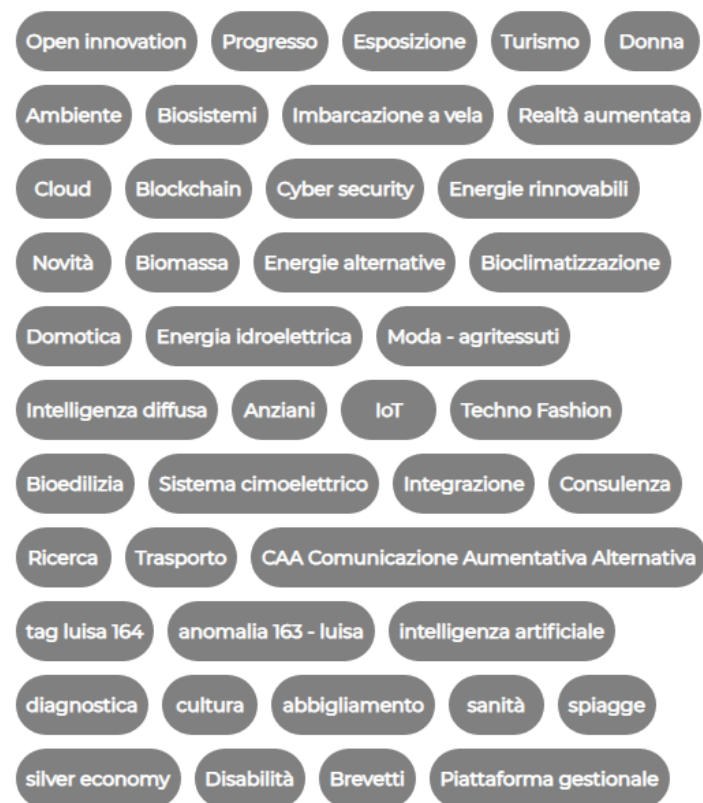 Open innovation Progresso Esposizione Turismo Donna
Ambiente Biosistemi Imbarcazione a vela Realtà aumentata
Cloud Blockchain Cyber security Energie rinnovabili
Novità Biomassa Energie alternative Bioclimatizzazione
Domotica Energia idroelettrica Moda - agritessuti
Intelligenza diffusa Anziani IoT Techno Fashion
Bioedilizia Sistema cimoelettrico Integrazione Consulenza
Ricerca Trasporto CAA Comunicazione Aumentativa Alternativa
tag luisa 164 anomalia 163 - luisa intelligenza artificiale
diagnostica cultura abbigliamento sanità spiagge
silver economy Disabilità Brevetti Piattaforma gestionale